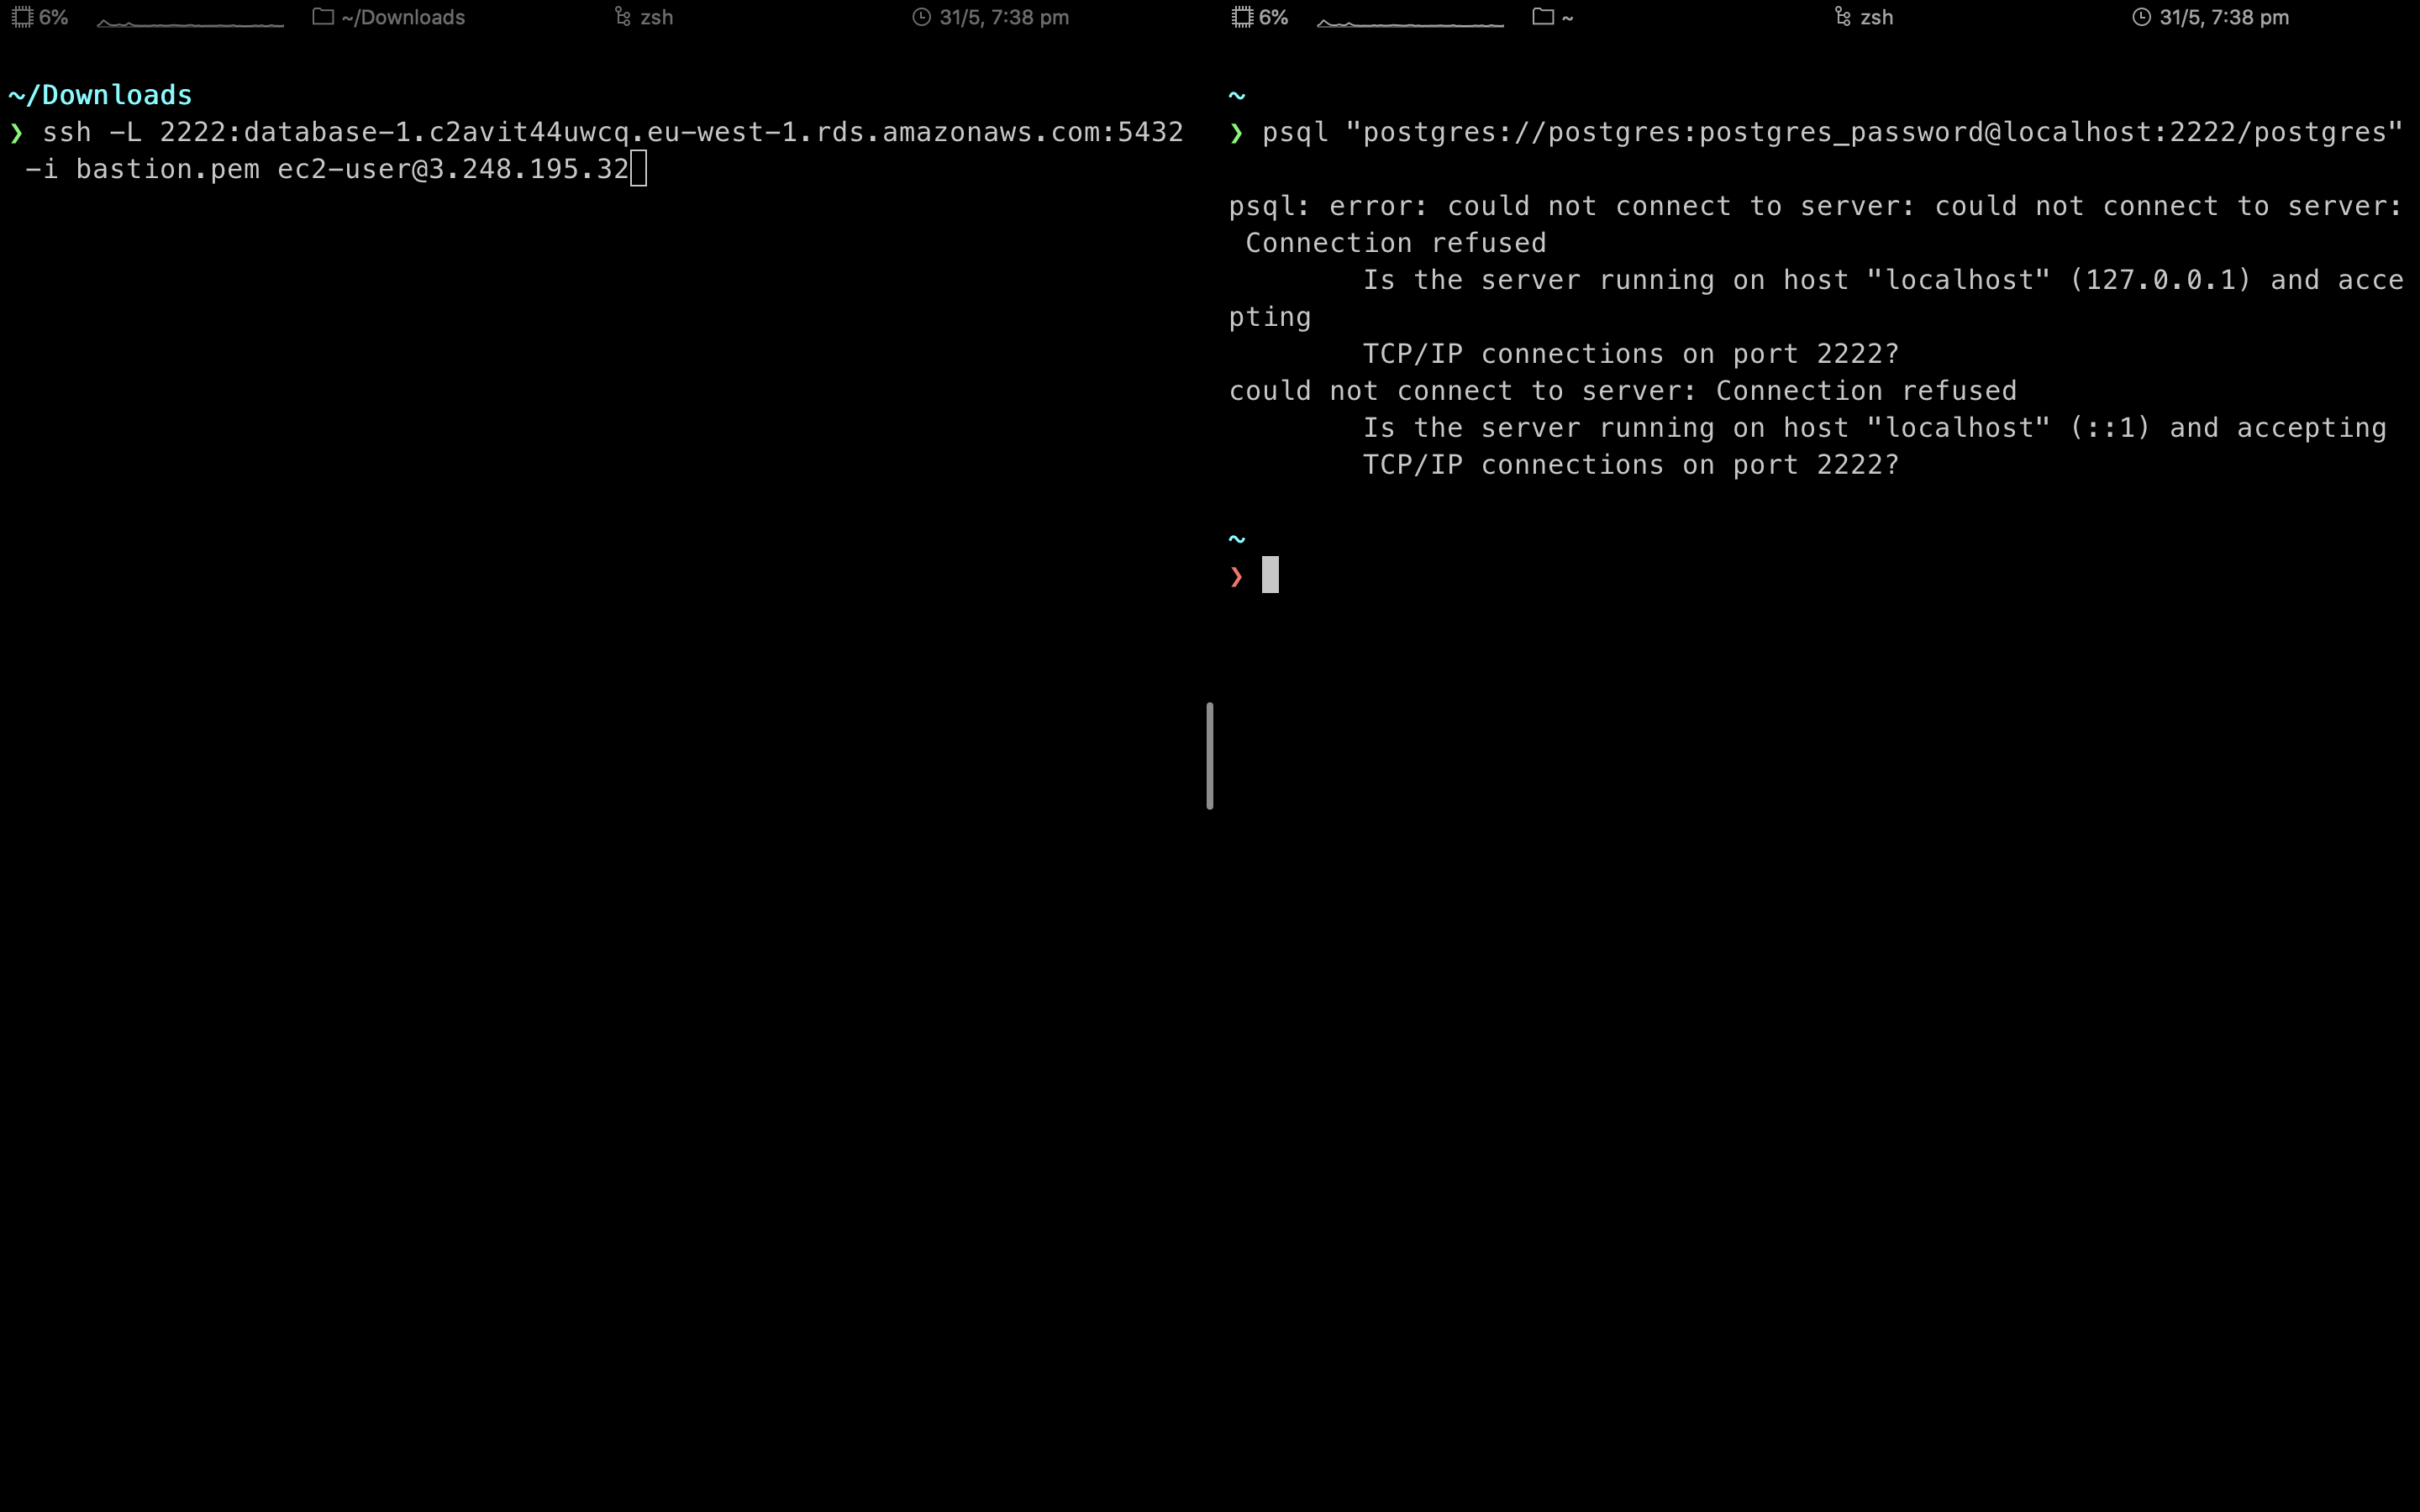 6% ~/Downloads zsh 31/5, 7:38 pm
~/Downloads
❯ ssh -L 2222:database-1.c2avit44uwcq.eu-west-1.rds.amazonaws.com:5432
-i bastion.pem ec2-user@3.248.195.32
6% ~ zsh 31/5, 7:38 pm
~
❯ psql "postgres://postgres:postgres_password@localhost:2222/postgres"
psql: error: could not connect to server: could not connect to server:
Connection refused
Is the server running on host "localhost" (127.0.0.1) and acce
pting
TCP/IP connections on port 2222?
could not connect to server: Connection refused
Is the server running on host "localhost" (::1) and accepting
TCP/IP connections on port 2222?
~
❯